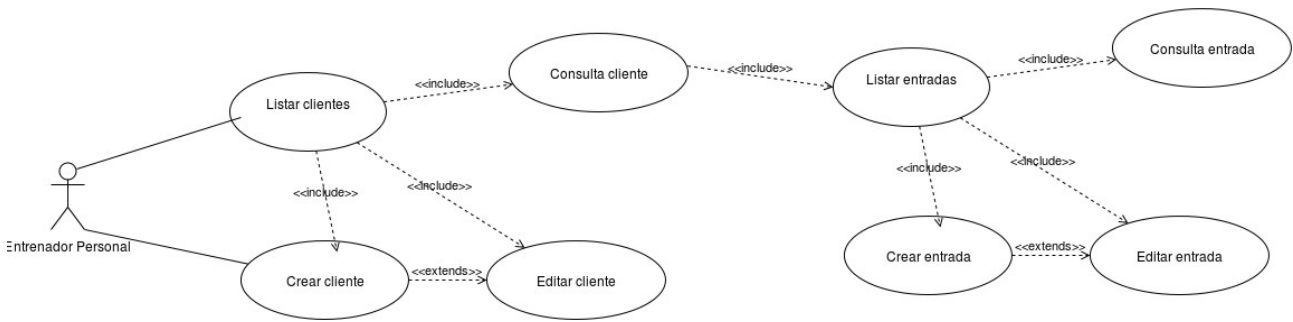 Consulta entrada
Consulta cliente
<<include>>
<<include>>
Listar entradas
<<include>>
Listar clientes
<<include>>
<<include>>
<<include>>
<<include>>
Entrenador Personal
<<extends>>
<<extends>>
Crear entrada
Editar entrada
Crear cliente
Editar cliente